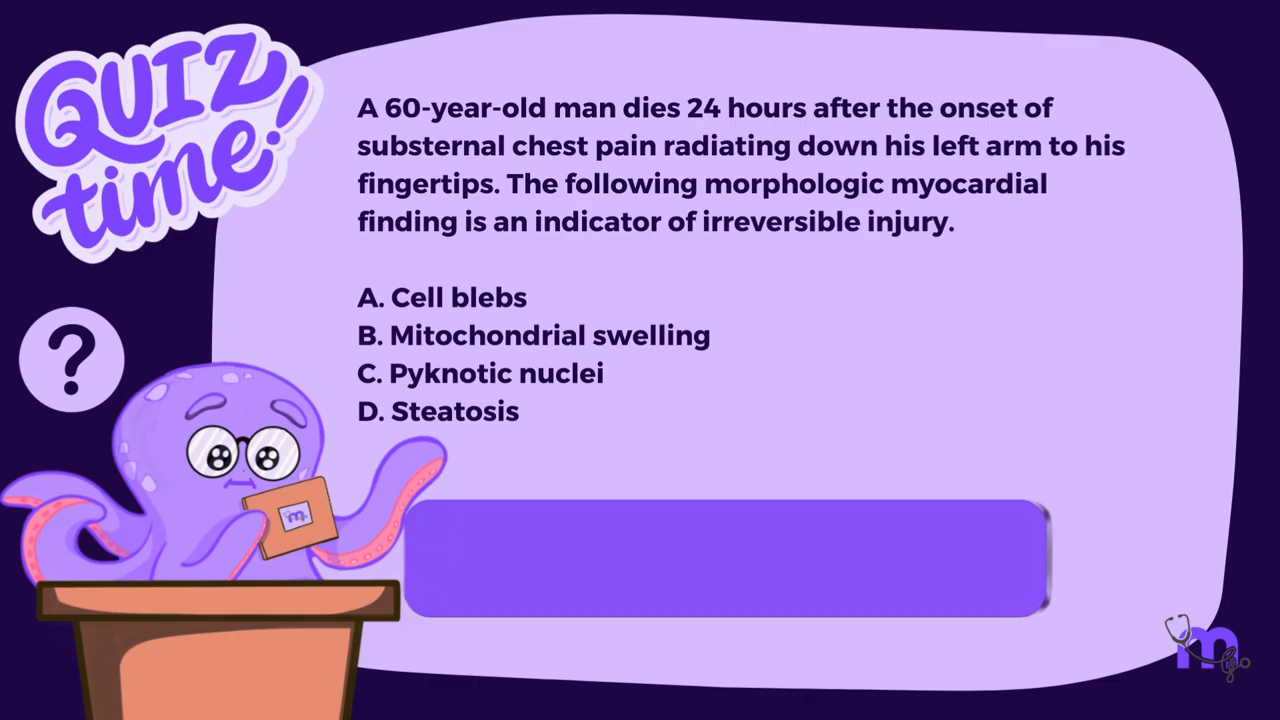 QUIZ
time!
A 60-year-old man dies 24 hours after the onset of
substernal chest pain radiating down his left arm to his
fingertips. The following morphologic myocardial
finding is an indicator of irreversible injury.
A. Cell blebs
B. Mitochondrial swelling
C. Pyknotic nuclei
D. Steatosis
?
m
m go